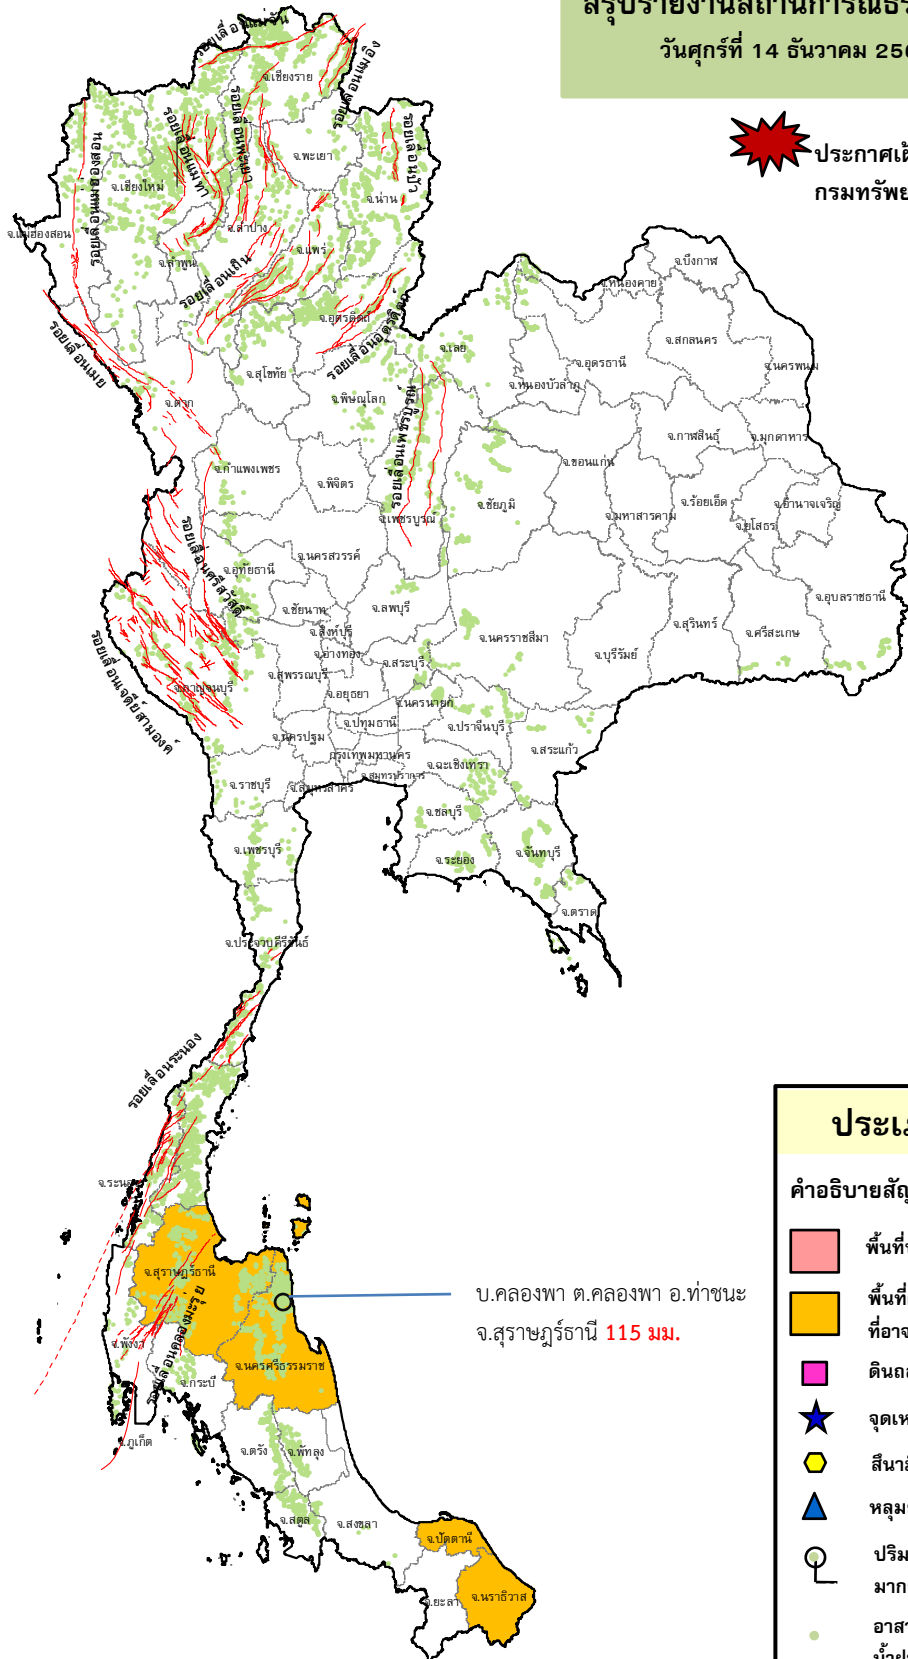 วันศุกร์ที่ 14 ธันวาคม
ประกาศ
รอยเลื่อนแม่จัน
รอยเลื่อนแม่อิง
จ.เชียงราย
รอยเลื่อนแม่ฮ่องสอน
รอยเลื่อนแม่ทา
รอยเลื่อนพะเยา
รอยเลื่อนปัว
จ.พะเยา
จ.เชียงใหม่
จ.น่าน
จ.แม่ฮ่องสอน
จ.ลำปาง
จ.แพร่
จ.ลำพูน
รอยเลื่อนเถิน
จ.บึงกาฬ
จ.หนองคาย
จ.อุตรดิตถ์
รอยเลื่อนอุตรดิตถ์
รอยเลื่อนเมย
จ.เลย
จ.สกลนคร
จ.อุดรธานี
จ.นครพนม
จ.สุโขทัย
จ.หนองบัวลำภู
จ.ตาก
จ.พิษณุโลก
รอยเลื่อนเพชรบูรณ์
จ.กาฬสินธุ์
จ.มุกดาหาร
จ.กำแพงเพชร
จ.ขอนแก่น
จ.พิจิตร
จ.ชัยภูมิ
จ.ร้อยเอ็ด
จ.อำนาจเจริญ
จ.เพชรบูรณ์
จ.มหาสารคาม
จ.ยโสธร
รอยเลื่อนศรีสวัสดิ์
จ.นครสวรรค์
จ.อุทัยธานี
จ.อุบลราชธานี
จ.ชัยนาท
จ.ลพบุรี
จ.สุรินทร์
จ.ศรีสะเกษ
จ.สิงห์บุรี
จ.นครราชสีมา
จ.บุรีรัมย์
จ.อ่างทอง
จ.สระบุรี
รอยเลื่อนเจดีย์สามองค์
จ.กาญจนบุรี
จ.สุพรรณบุรี
จ.อยุธยา
จ.นครนายก
จ.ปทุมธานี
จ.ปราจีนบุรี
จ.นครปฐม
จ.สระแก้ว
กรุงเทพมหานคร
จ.ฉะเชิงเทรา
จ.สมุทรปราการ
จ.ราชบุรี
จ.สมุทรสาคร
จ.ชลบุรี
จ.เพชรบุรี
จ.ระยอง
จ.จันทบุรี
จ.ตราด
จ.ประจวบคีรีขันธ์
รอยเลื่อนระนอง
จ.สุราษฎร์ธานี
บ.คลองพา ต.คลองพา อ.ท่าชนะ
จ.สุราษฎร์ธานี 115 มม.
จ.พังงา
รอยเลื่อนคลองมะรุ่ย
จ.นครศรีธรรมราช
จ.กระบี่
จ.ภูเก็ต
จ.ตรัง
จ.พัทลุง
จ.สตูล
จ.สงขลา
จ.ปัตตานี
จ.ยะลา
จ.นราธิวาส
พื้นที่
ที่อาจ
มาก